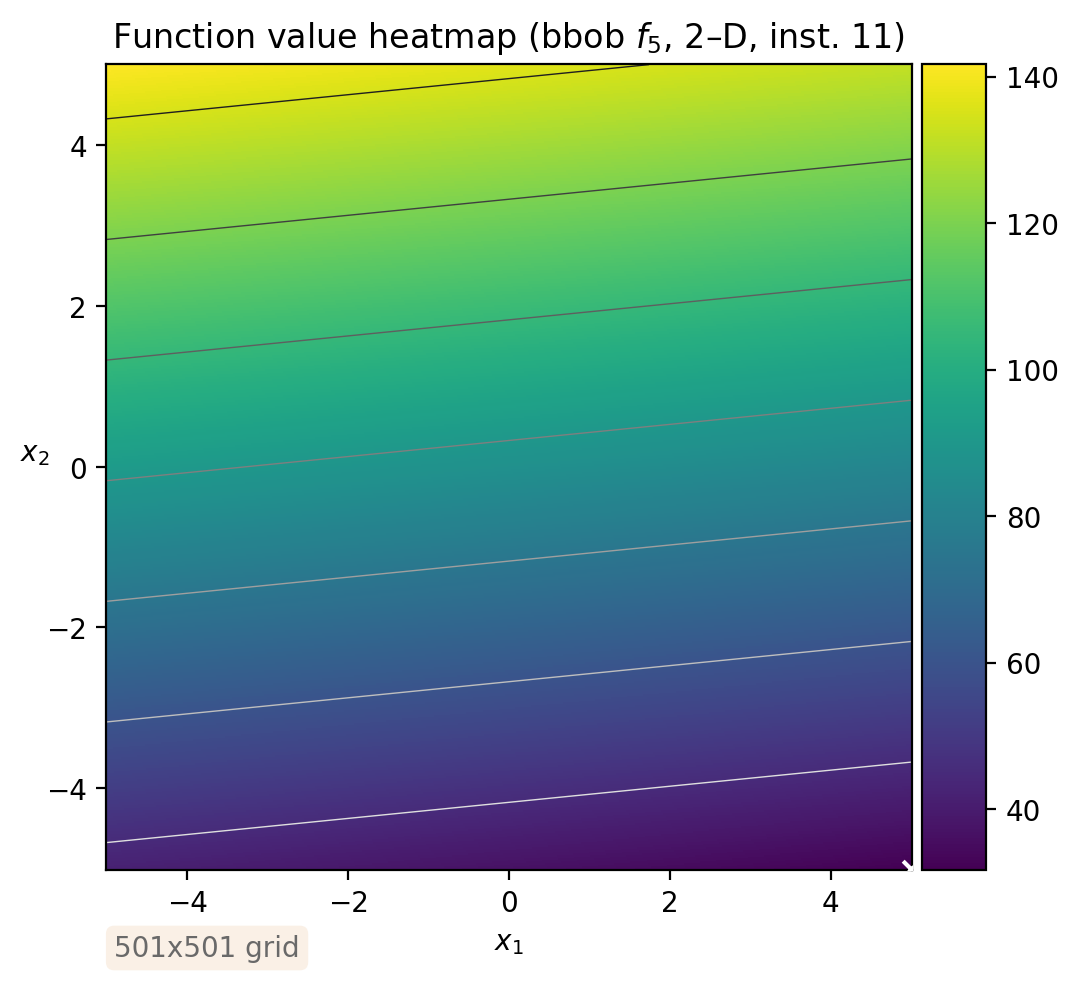 Function value heatmap (bbob f₅, 2–D, inst. 11)
140
120
100
80
60
40
4
2
0
−2
−4
x₂
−4 −2 0 2 4
x₁
501x501 grid